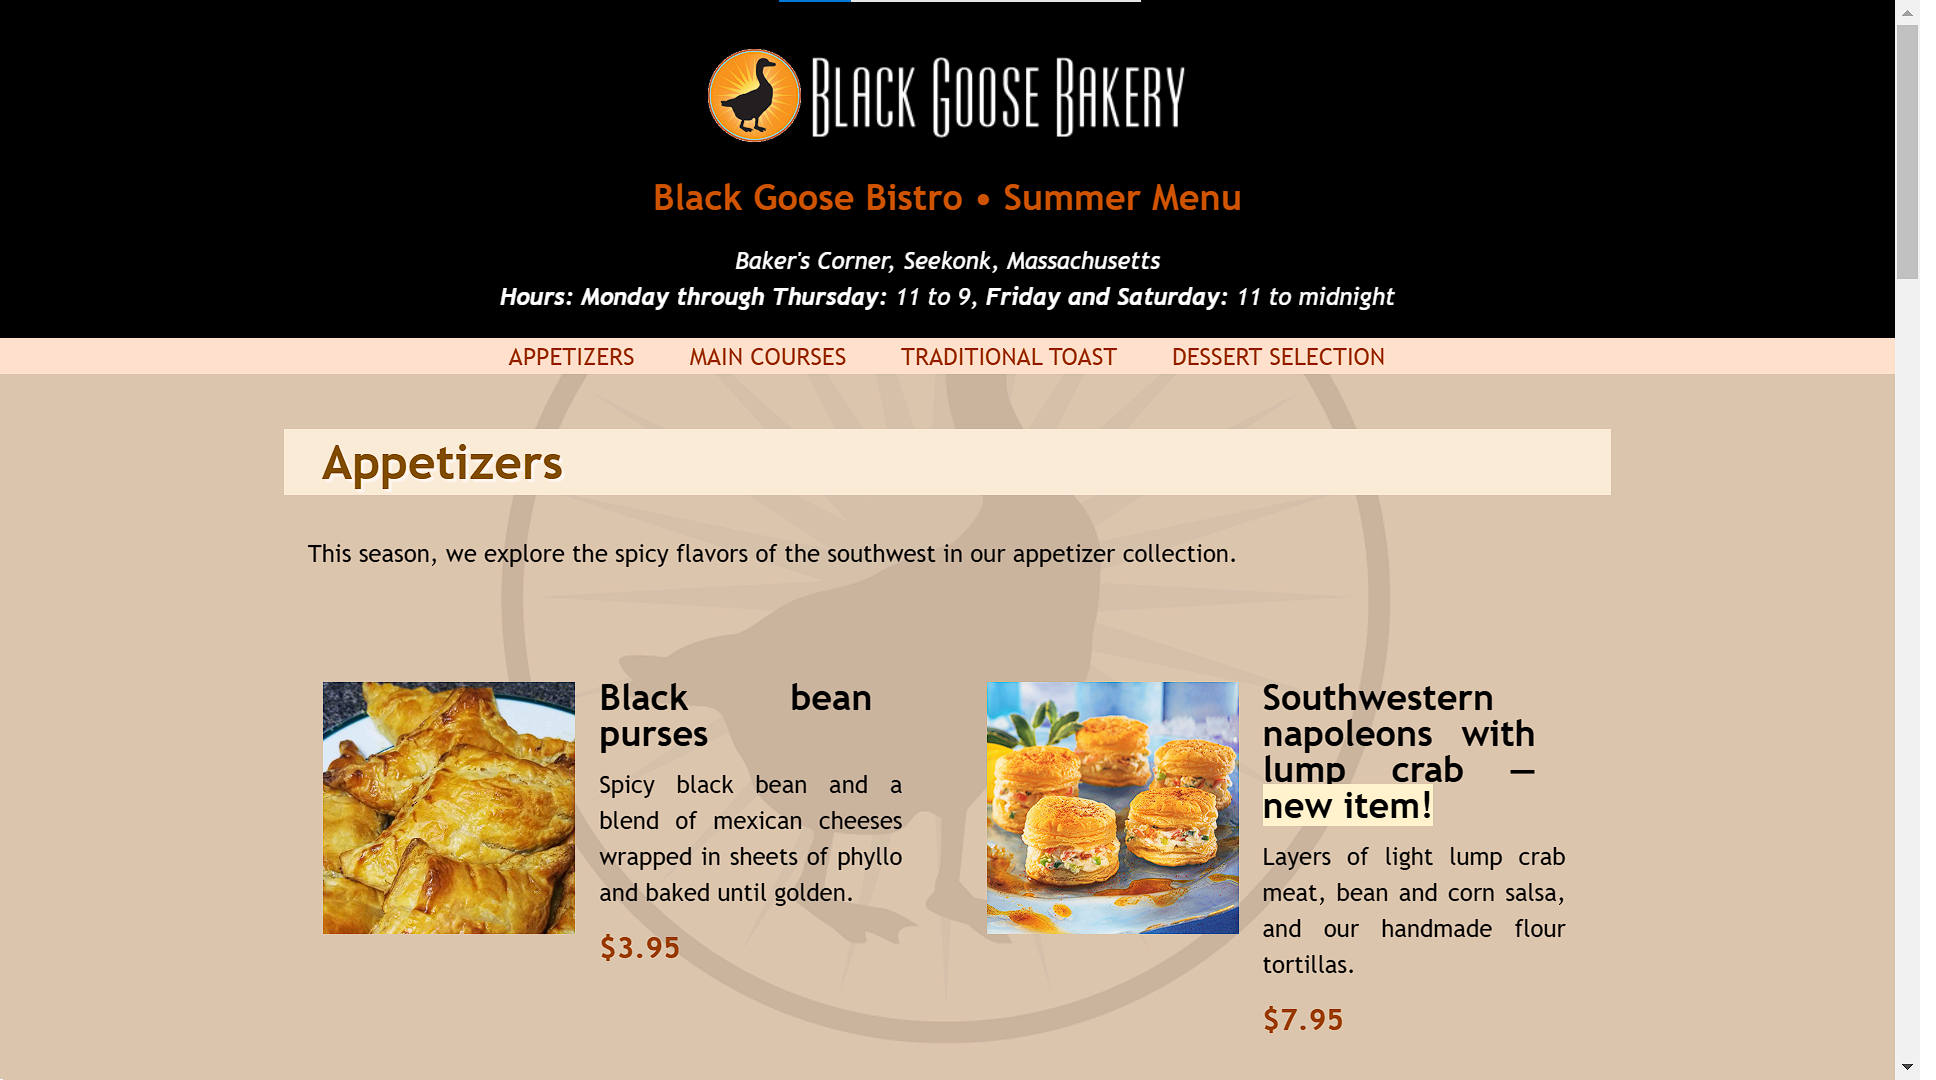 BLACK GOOSE BAKERY
Black Goose Bistro • Summer Menu
Baker's Corner, Seekonk, Massachusetts
Hours: Monday through Thursday: 11 to 9, Friday and Saturday: 11 to midnight
APPETIZERS MAIN COURSES TRADITIONAL TOAST DESSERT SELECTION
Appetizers
This season, we explore the spicy flavors of the southwest in our appetizer collection.
Black bean
purses
Spicy black bean and a
blend of mexican cheeses
wrapped in sheets of phyllo
and baked until golden.
$3.95
Southwestern
napoleons with
lump crab —
new item!
Layers of light lump crab
meat, bean and corn salsa,
and our handmade flour
tortillas.
$7.95